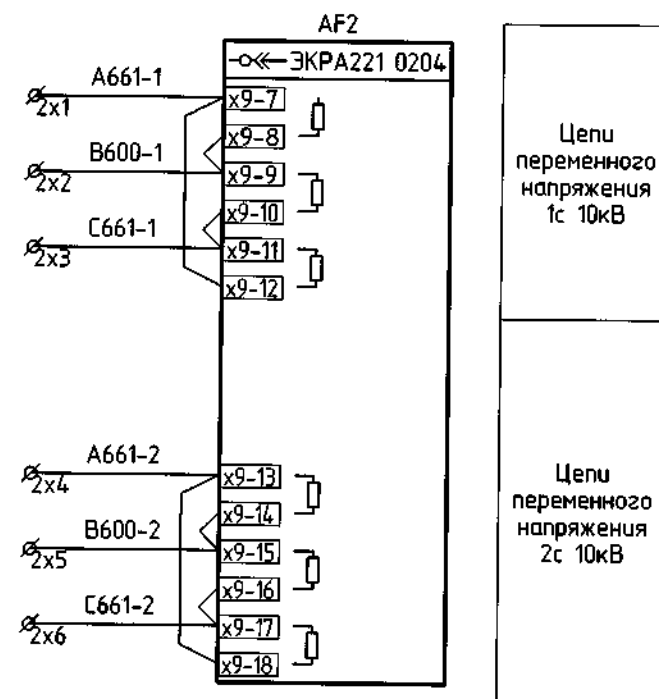 AF2
ЭКРА221 0204
A661-1
2x1
x9-7
x9-8
B600-1
2x2
x9-9
x9-10
C661-1
2x3
x9-11
x9-12
Цепи
переменного
напряжения
1с 10кВ
A661-2
2x4
x9-13
x9-14
B600-2
2x5
x9-15
x9-16
C661-2
2x6
x9-17
x9-18
Цепи
переменного
напряжения
2с 10кВ